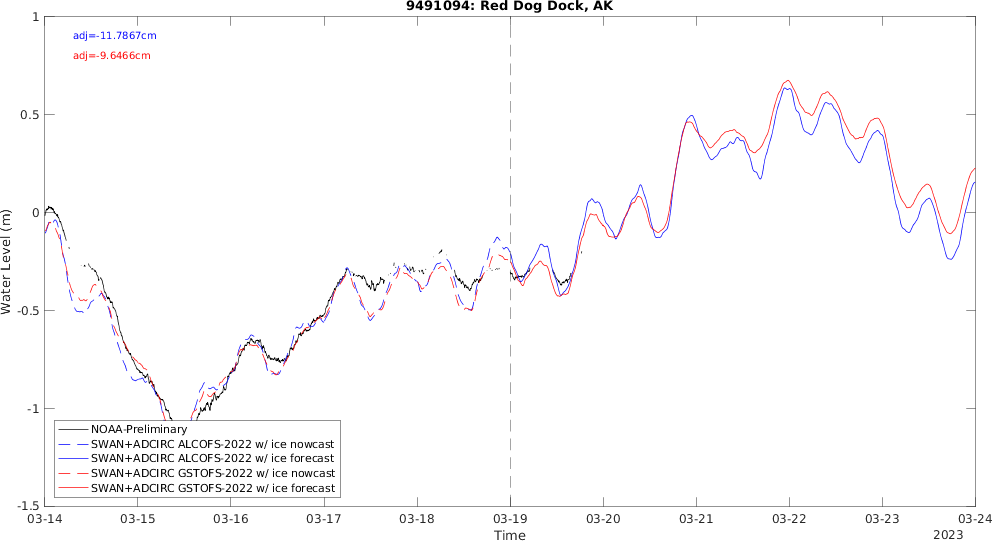 9491094: Red Dog Dock, AK
adj=-11.7867cm
adj=-9.6466cm
Water Level (m)
1
0.5
0
-0.5
-1
-1.5
NOAA-Preliminary
SWAN+ADCIRC ALCOFS-2022 w/ ice nowcast
SWAN+ADCIRC ALCOFS-2022 w/ ice forecast
SWAN+ADCIRC GSTOFS-2022 w/ ice nowcast
SWAN+ADCIRC GSTOFS-2022 w/ ice forecast
03-14 03-15 03-16 03-17 03-18 03-19 03-20 03-21 03-22 03-23 03-24
Time
2023